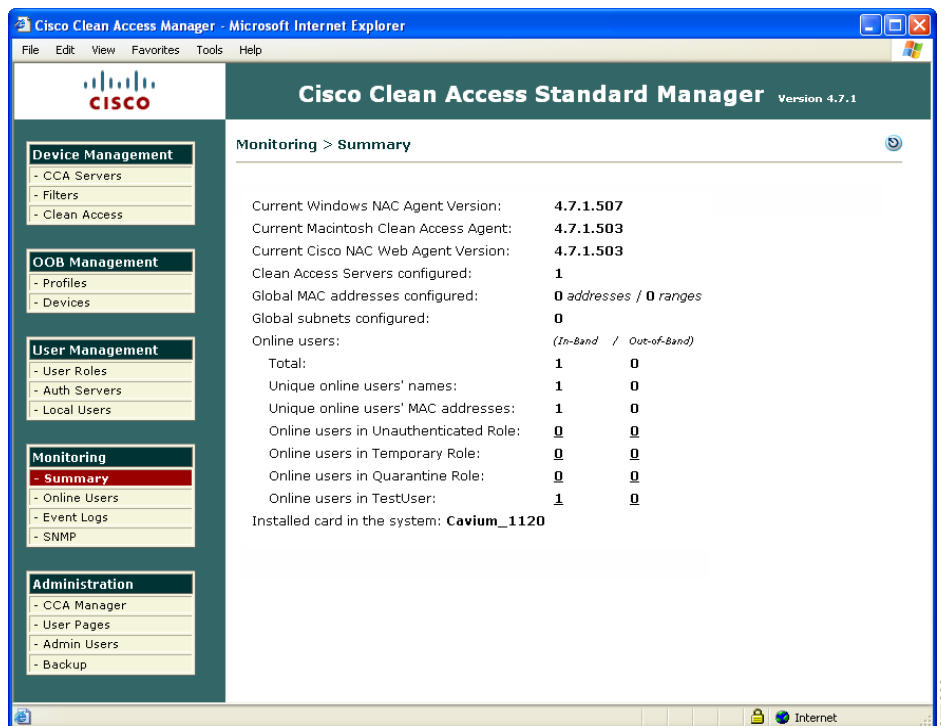 Cisco Clean Access Manager - Microsoft Internet Explorer
File Edit View Favorites Tools Help
CISCO
Cisco Clean Access Standard Manager Version 4.7.1
Device Management
- CCA Servers
- Filters
- Clean Access
OOB Management
- Profiles
- Devices
User Management
- User Roles
- Auth Servers
- Local Users
Monitoring
- Summary
- Online Users
- Event Logs
- SNMP
Administration
- CCA Manager
- User Pages
- Admin Users
- Backup
Monitoring > Summary
Current Windows NAC Agent Version: 4.7.1.507
Current Macintosh Clean Access Agent: 4.7.1.503
Current Cisco NAC Web Agent Version: 4.7.1.503
Clean Access Servers configured: 1
Global MAC addresses configured: 0 addresses / 0 ranges
Global subnets configured: 0
Online users: (In-Band / Out-of-Band)
Total: 1 0
Unique online users' names: 1 0
Unique online users' MAC addresses: 1 0
Online users in Unauthenticated Role: 0 0
Online users in Temporary Role: 0 0
Online users in Quarantine Role: 0 0
Online users in TestUser: 1 0
Installed card in the system: Cavium_1120
Internet